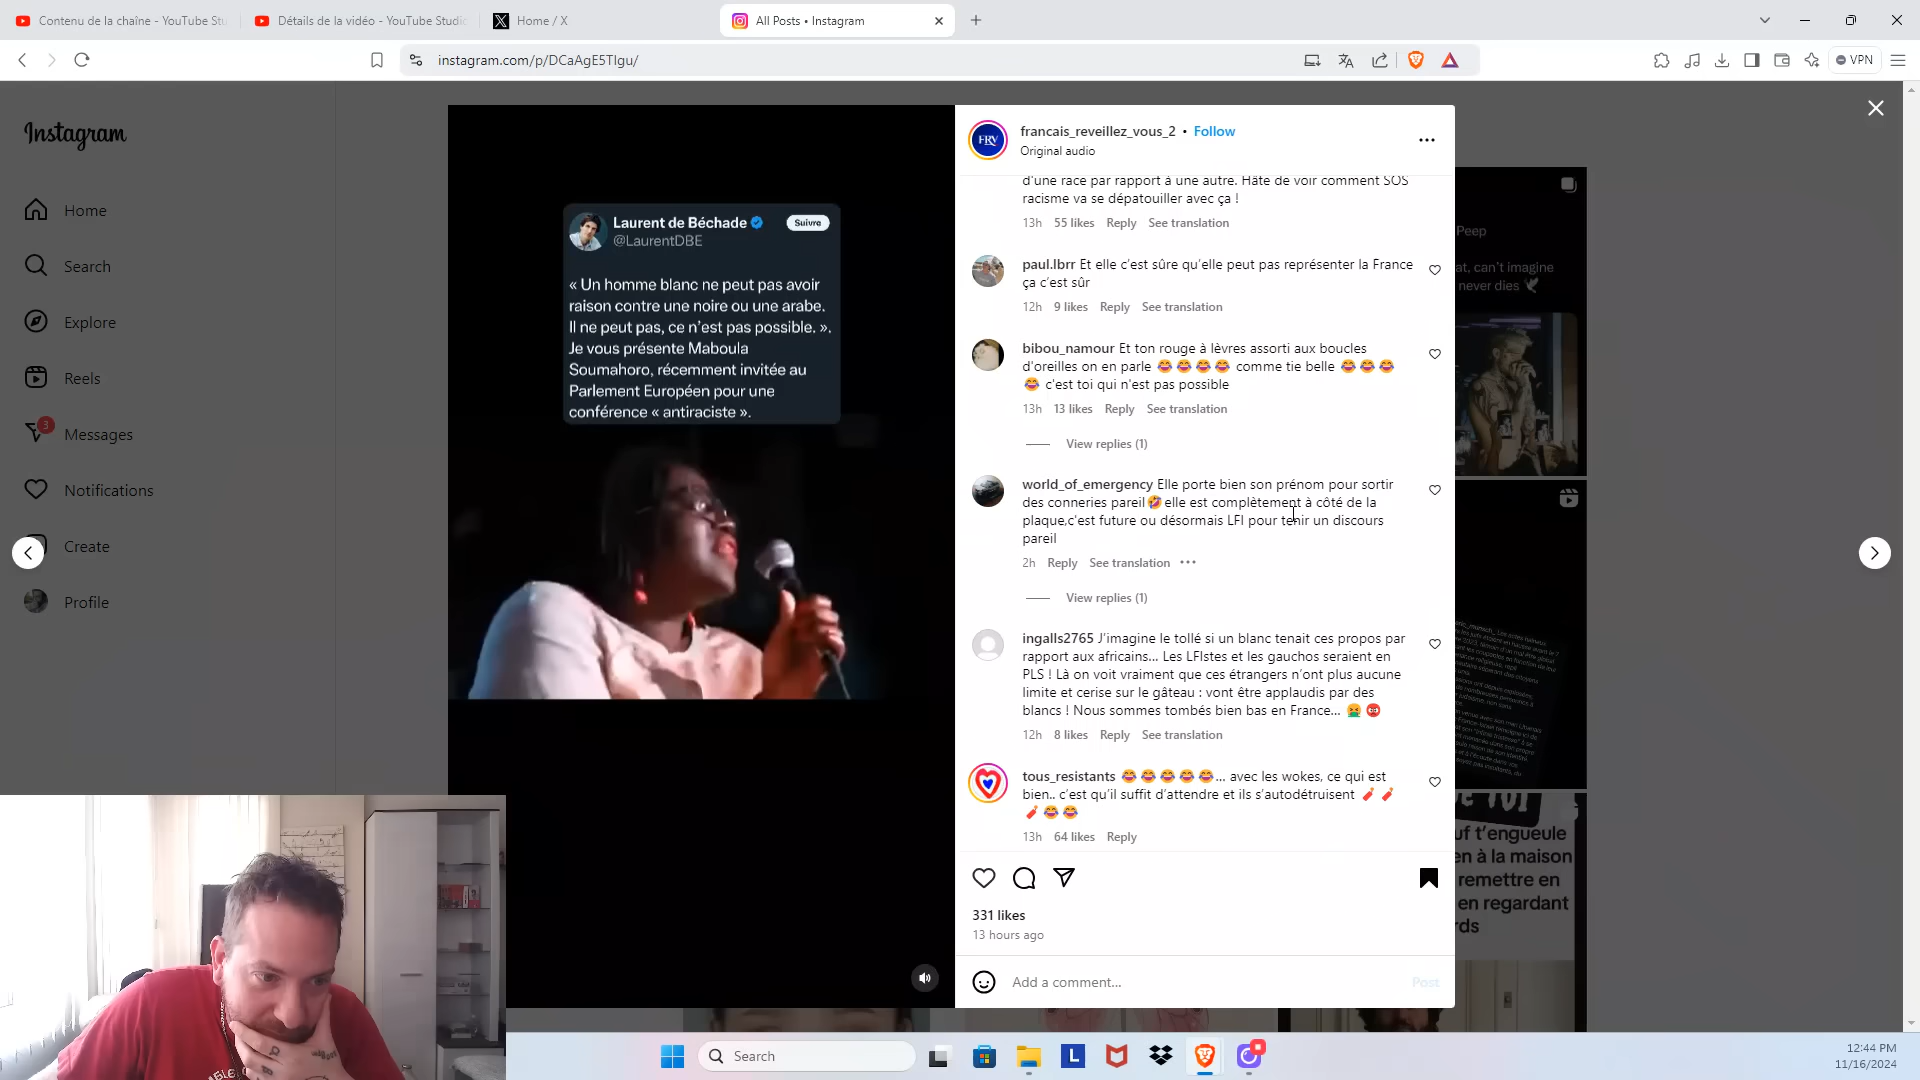 Contenu de la chaîne - YouTube Stu
Détails de la vidéo - YouTube Studio
Home / X
All Posts • Instagram
instagram.com/p/DCaAgE5TIgu/
VPN
Instagram
Home
Search
Explore
Reels
3
Messages
Notifications
Create
Profile
Laurent de Béchade
Suivre
@LaurentDBE
« Un homme blanc ne peut pas avoir
raison contre une noire ou une arabe.
Il ne peut pas, ce n'est pas possible. ».
Je vous présente Maboula
Soumahoro, récemment invitée au
Parlement Européen pour une
conférence « antiraciste ».
FRV
francais_reveillez_vous_2 • Follow
Original audio
d'une race par rapport à une autre. Hâte de voir comment SOS
racisme va se dépatouiller avec ça !
13h 55 likes Reply See translation
paul.lbrr Et elle c'est sûre qu'elle peut pas représenter la France
ça c'est sûr
12h 9 likes Reply See translation
bibou_namour Et ton rouge à lèvres assorti aux boucles
d'oreilles on en parle 😂😂😂😂 comme tie belle 😂😂😂
😂 c'est toi qui n'est pas possible
13h 13 likes Reply See translation
View replies (1)
world_of_emergency Elle porte bien son prénom pour sortir
des conneries pareil🤣elle est complètement à côté de la
plaque,c'est future ou désormais LFI pour tenir un discours
pareil
2h Reply See translation •••
View replies (1)
ingalls2765 J'imagine le tollé si un blanc tenait ces propos par
rapport aux africains... Les LFIstes et les gauchos seraient en
PLS ! Là on voit vraiment que ces étrangers n'ont plus aucune
limite et cerise sur le gâteau : vont être applaudis par des
blancs ! Nous sommes tombés bien bas en France... 🤮 😡
12h 8 likes Reply See translation
tous_resistants 😂😂😂😂😂... avec les wokes, ce qui est
bien.. c'est qu'il suffit d'attendre et ils s'autodétruisent 🧨 🧨
🧨 😂😂
13h 64 likes Reply
331 likes
13 hours ago
Add a comment...
Post
Peep
at, can't imagine
never dies 🕊
uf t'engueule
en à la maison
remettre en
en regardant
rds
Search
L
12:44 PM
11/16/2024